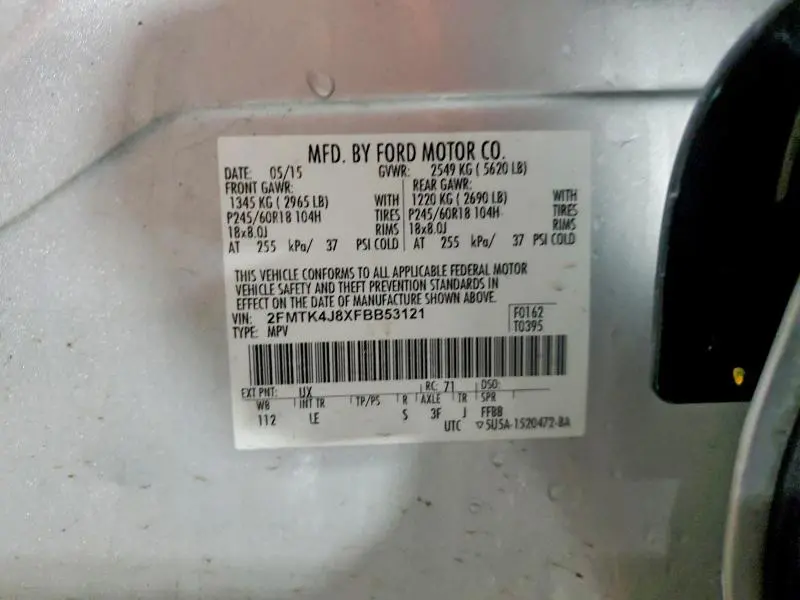 MFD. BY FORD MOTOR CO.
DATE: 05/15 GVWR: 2549 KG ( 5620 LB)
FRONT GAWR: REAR GAWR:
1345 KG ( 2965 LB) WITH 1220 KG ( 2690 LB) WITH
P245/60R18 104H TIRES P245/60R18 104H TIRES
18x8.0J RIMS 18x8.0J RIMS
AT 255 kPa/ 37 PSI COLD AT 255 kPa/ 37 PSI COLD
THIS VEHICLE CONFORMS TO ALL APPLICABLE FEDERAL MOTOR
VEHICLE SAFETY AND THEFT PREVENTION STANDARDS IN
EFFECT ON THE DATE OF MANUFACTURE SHOWN ABOVE.
VIN: 2FMTK4J8XFBB53121 F0162
TYPE: MPV T0395
EXT PNT: UX RC: 71 DSO:
WB INT TR TP/PS R AXLE TR SPR
112 LE S 3F J FFBB
UTC ▽5U5A-1520472-BA